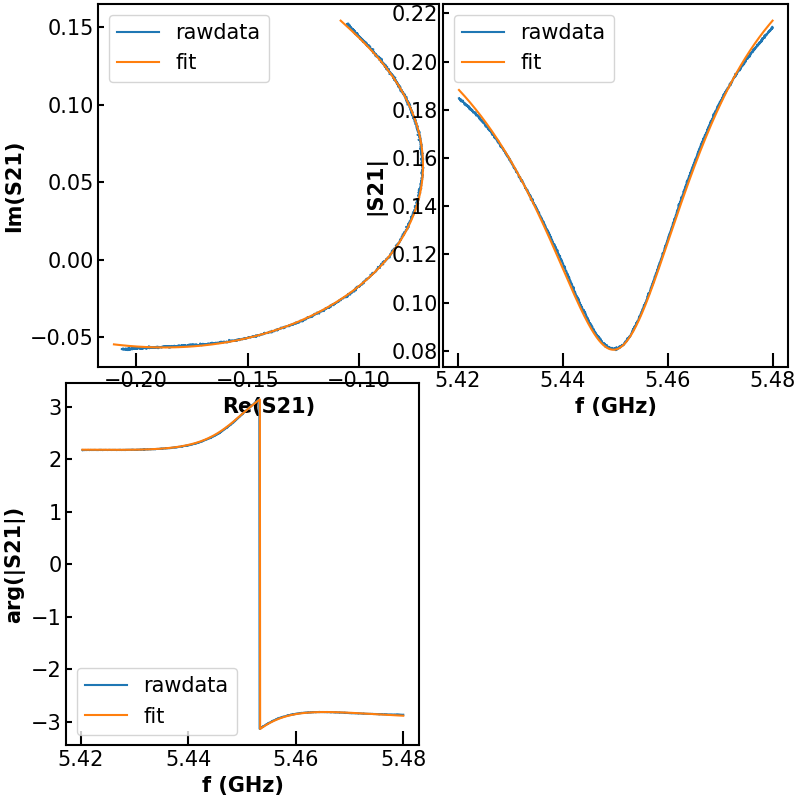 rawdata
fit
0.15
0.10
0.05
0.00
−0.05
−0.20
−0.15
−0.10
Im(S21)
Re(S21)
rawdata
fit
0.22
0.20
0.18
0.16
0.14
0.12
0.10
0.08
5.42
5.44
5.46
5.48
|S21|
f (GHz)
3
2
1
0
−1
−2
−3
rawdata
fit
5.42
5.44
5.46
5.48
arg(|S21|)
f (GHz)